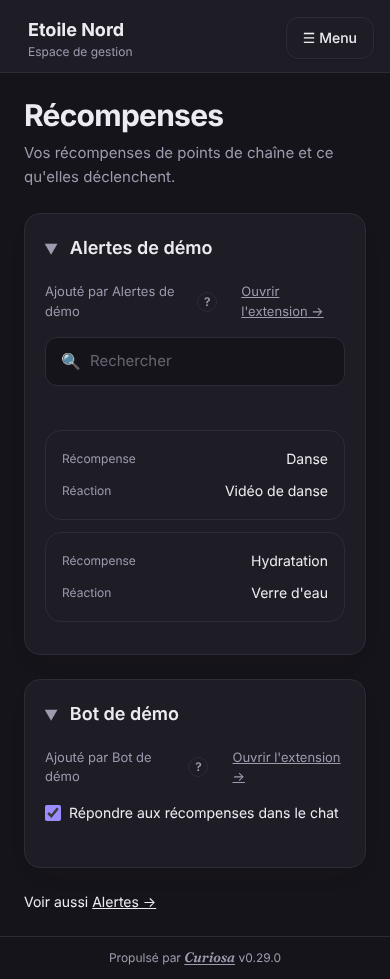 Etoile Nord
Espace de gestion
☰ Menu
Récompenses
Vos récompenses de points de chaîne et ce
qu'elles déclenchent.
▼ Alertes de démo
Ajouté par Alertes de
démo
?
Ouvrir
l'extension →
🔍 Rechercher
Récompense Danse
Réaction Vidéo de danse
Récompense Hydratation
Réaction Verre d'eau
▼ Bot de démo
Ajouté par Bot de
démo
?
Ouvrir l'extension
→
Répondre aux récompenses dans le chat
Voir aussi Alertes →
Propulsé par Curiosa v0.29.0